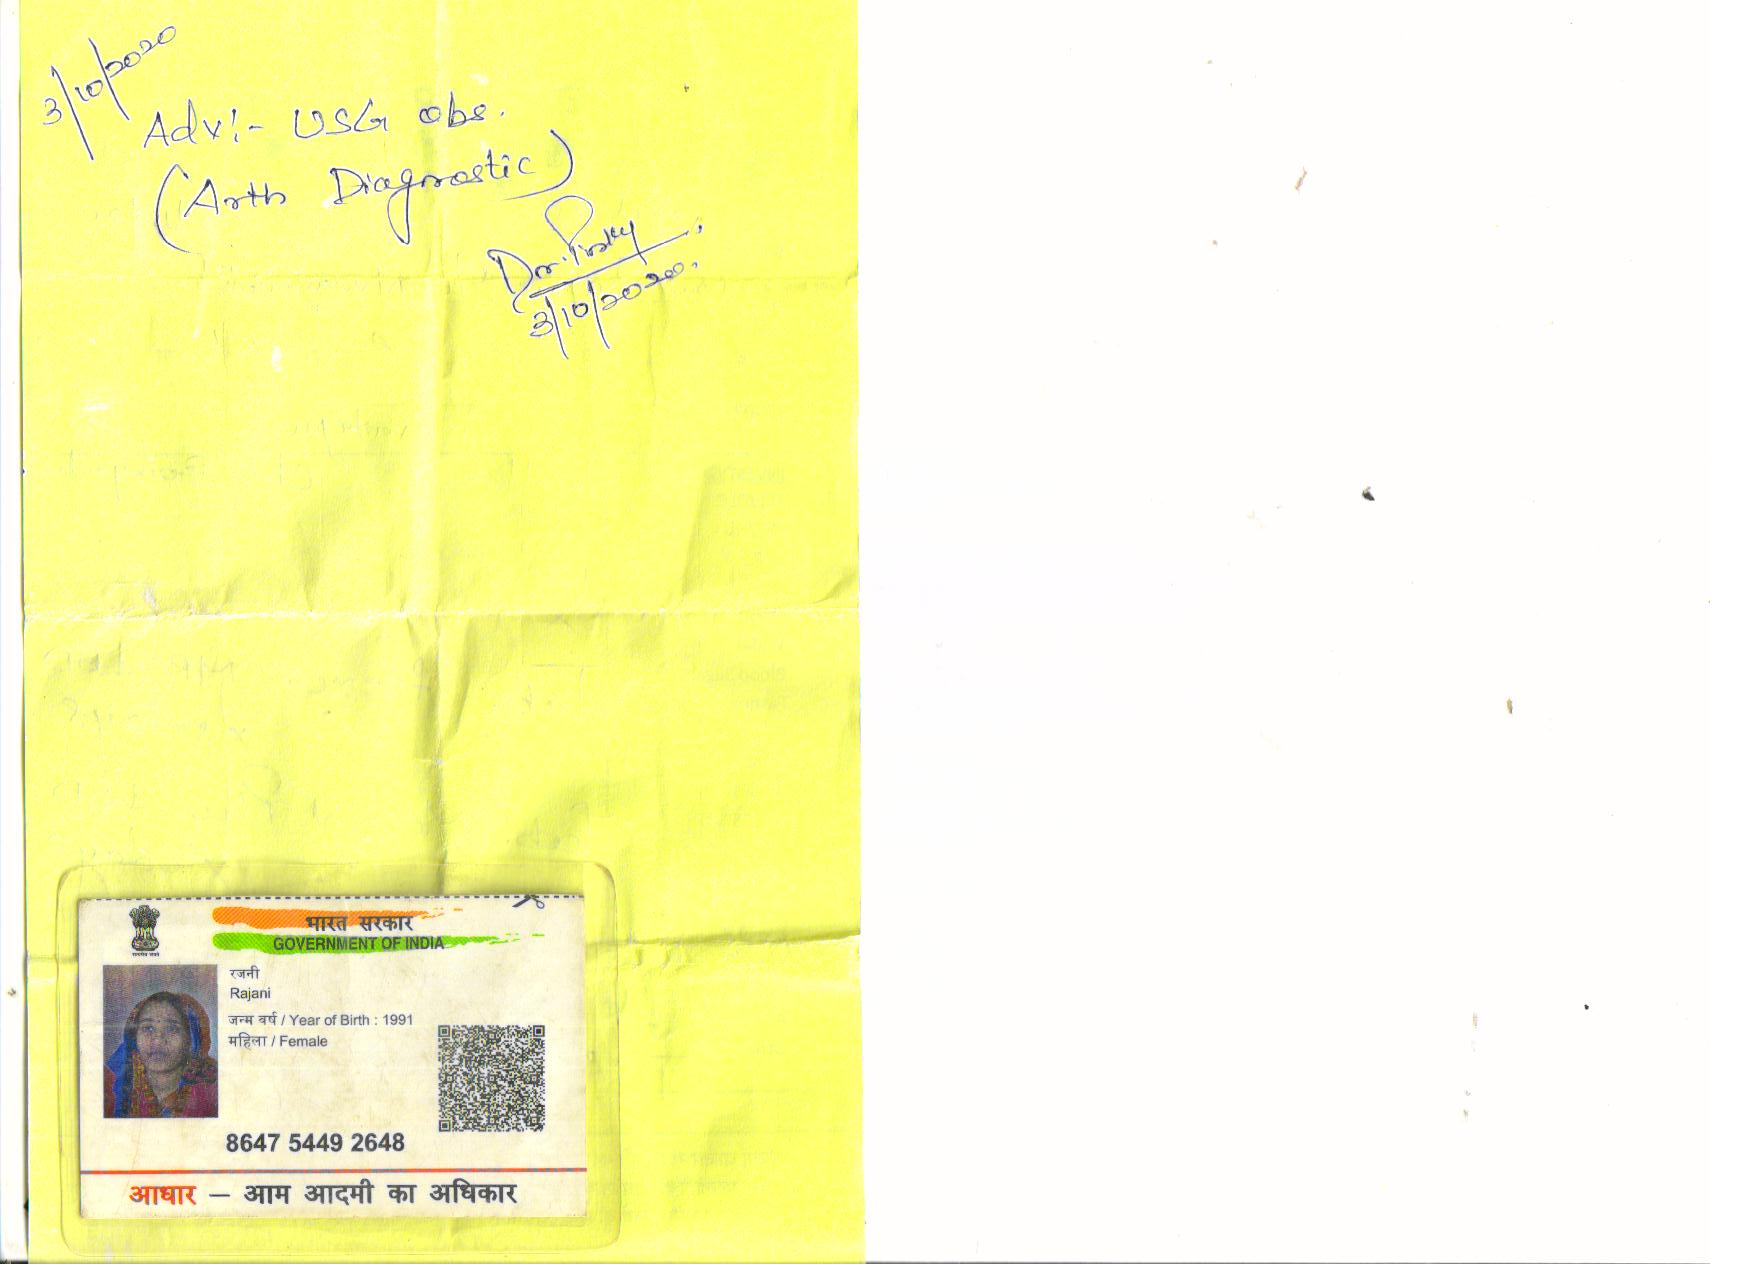 3/10/2020
Adv:- USG obs.
(Arth Diagnostic)
Dr.
3/10/2020.
भारत सरकार
GOVERNMENT OF INDIA
रजनी
Rajani
जन्म वर्ष / Year of Birth : 1991
महिला / Female
8647 5449 2648
आधार – आम आदमी का अधिकार